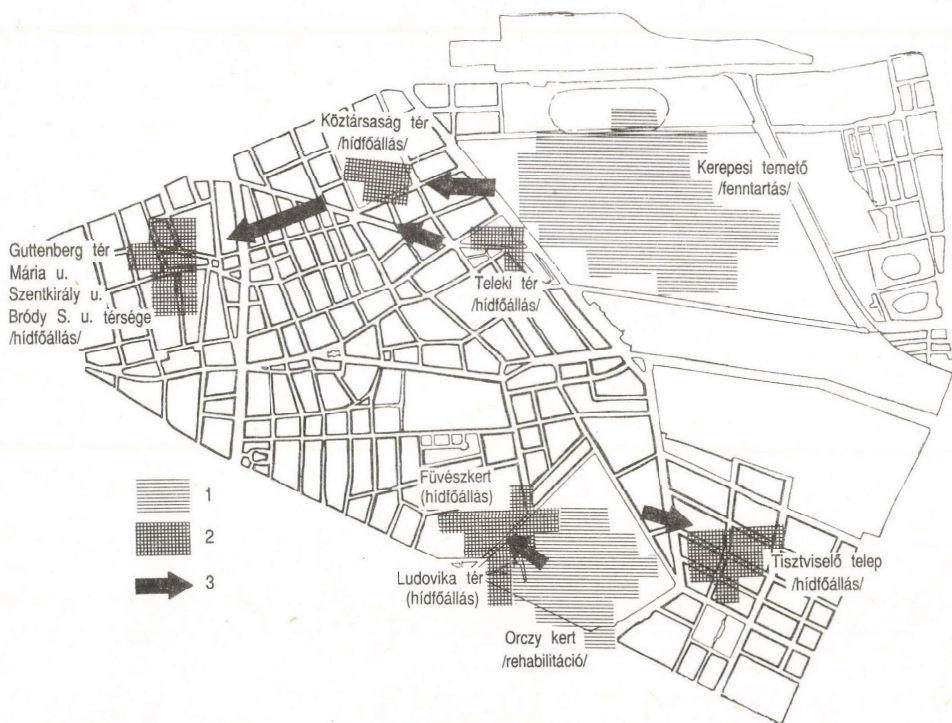 Köztársaság tér
/hídfőállás/
Kerepesi temető
/fenntartás/
Guttenberg tér
Mária u.
Szentkirály u.
Bródy S. u. térsége
/hídfőállás/
Teleki tér
/hídfőállás/
Füvészkert
(hídfőállás)
1
2
3
Ludovika tér
(hídfőállás)
Tisztviselő telep
/hídfőállás/
Orczy kert
/rehabilitáció/